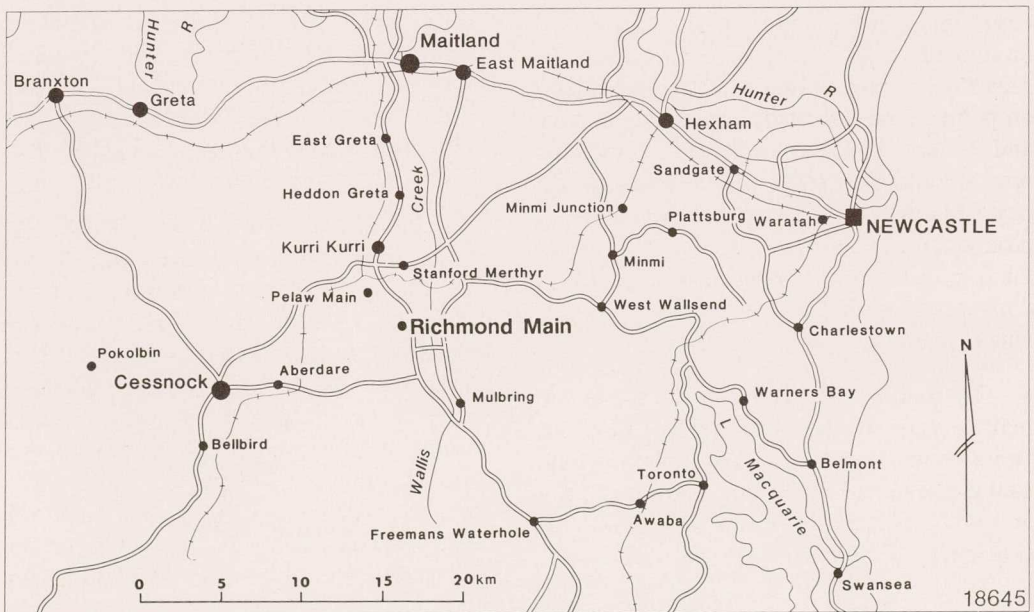 Hunter
R
Maitland
East Maitland
Branxton
Greta
Hunter
R
Hexham
East Greta
Creek
Sandgate
Heddon Greta
Minmi Junction
Plattsburg
Waratah
NEWCASTLE
Kurri Kurri
Stanford Merthyr
Minmi
Pelaw Main
West Wallsend
Richmond Main
Charlestown
N
Pokolbin
Cessnock
Aberdare
Mulbring
Warners Bay
L
Macquarie
Bellbird
Wallis
Belmont
Toronto
Awaba
Freemans Waterhole
Swansea
0 5 10 15 20 km
18645